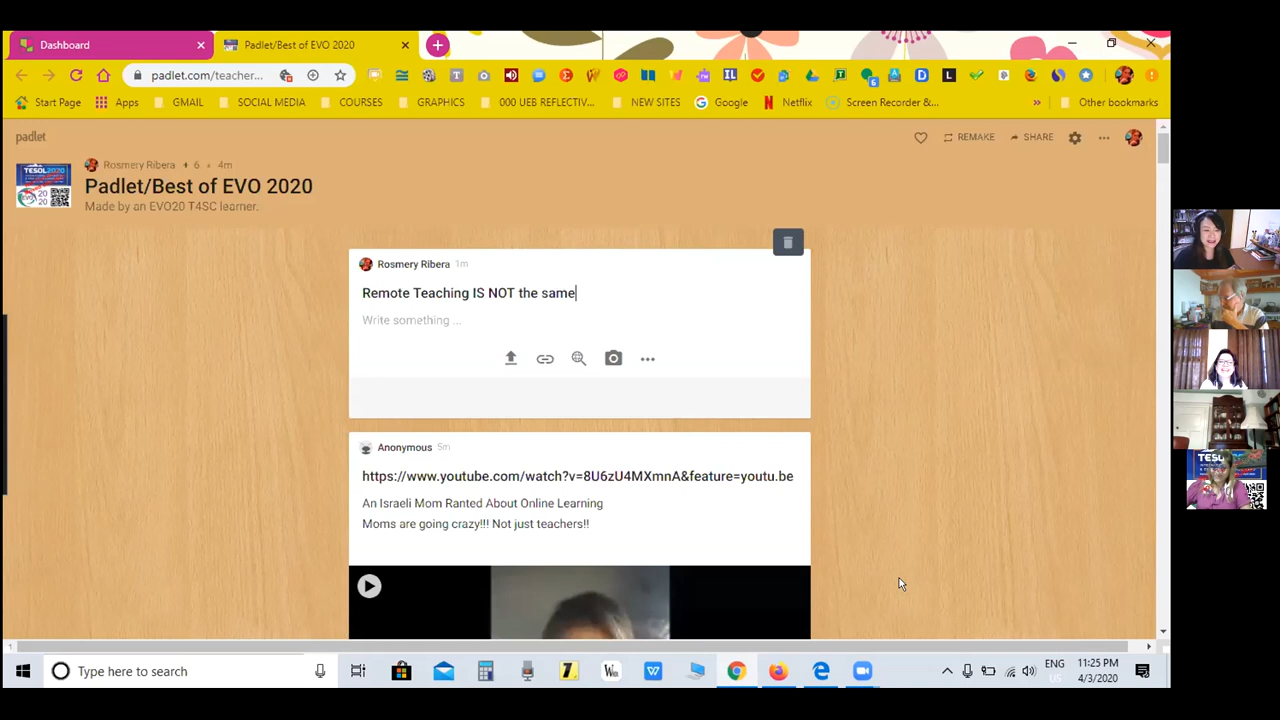 Dashboard
Padlet/Best of EVO 2020
padlet.com/teacher...
Start Page
Apps
GMAIL
SOCIAL MEDIA
COURSES
GRAPHICS
000 UEB REFLECTIV...
NEW SITES
Google
Netflix
Screen Recorder &...
»
Other bookmarks
padlet
REMAKE
SHARE
TESOL2020
Rosmery Ribera 6 4m
Padlet/Best of EVO 2020
Made by an EVO20 T4SC learner.
Rosmery Ribera 1m
Remote Teaching IS NOT the same
Write something ...
Anonymous 5m
https://www.youtube.com/watch?v=8U6zU4MXmnA&feature=youtu.be
An Israeli Mom Ranted About Online Learning
Moms are going crazy!!! Not just teachers!!
Type here to search
ENG
US
11:25 PM
4/3/2020